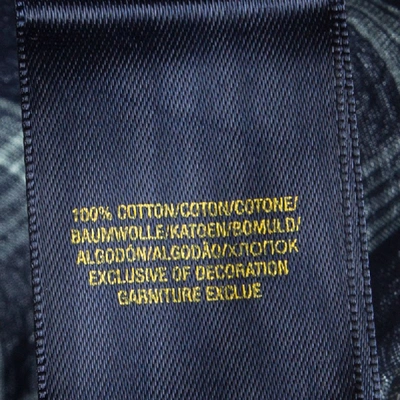 100% COTTON/COTON/COTONE/
BAUMWOLLE/KATOEN/BOMULD/
ALGODÓN/ALGODÃO/ХЛОПОК
EXCLUSIVE OF DECORATION
GARNITURE EXCLUE